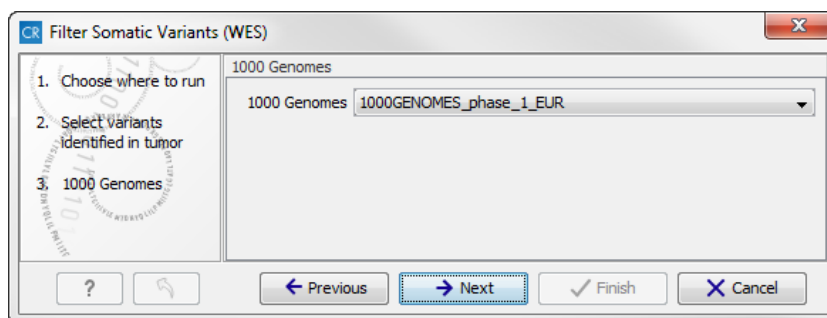 CR Filter Somatic Variants (WES)
1. Choose where to run
2. Select variants
identified in tumor
3. 1000 Genomes
1000 Genomes
1000 Genomes 1000GENOMES_phase_1_EUR
? Previous Next Finish Cancel